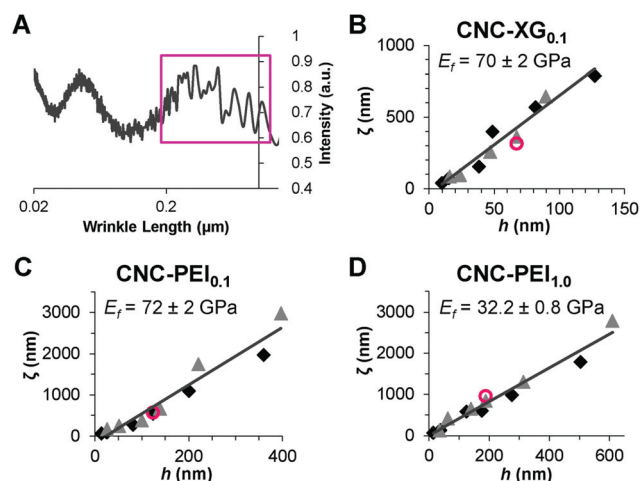 A
1
0.9
0.8
0.7
0.6
0.5
0.4
Intensity (a.u.)
0.02
0.2
Wrinkle Length (µm)
B
CNC-XG0.1
Ef = 70 ± 2 GPa
1000
500
0
ζ (nm)
0
50
100
150
h (nm)
C
CNC-PEI0.1
Ef = 72 ± 2 GPa
3000
2000
1000
0
ζ (nm)
0
100
200
300
400
h (nm)
D
CNC-PEI1.0
Ef = 32.2 ± 0.8 GPa
3000
2000
1000
0
ζ (nm)
0
200
400
600
h (nm)